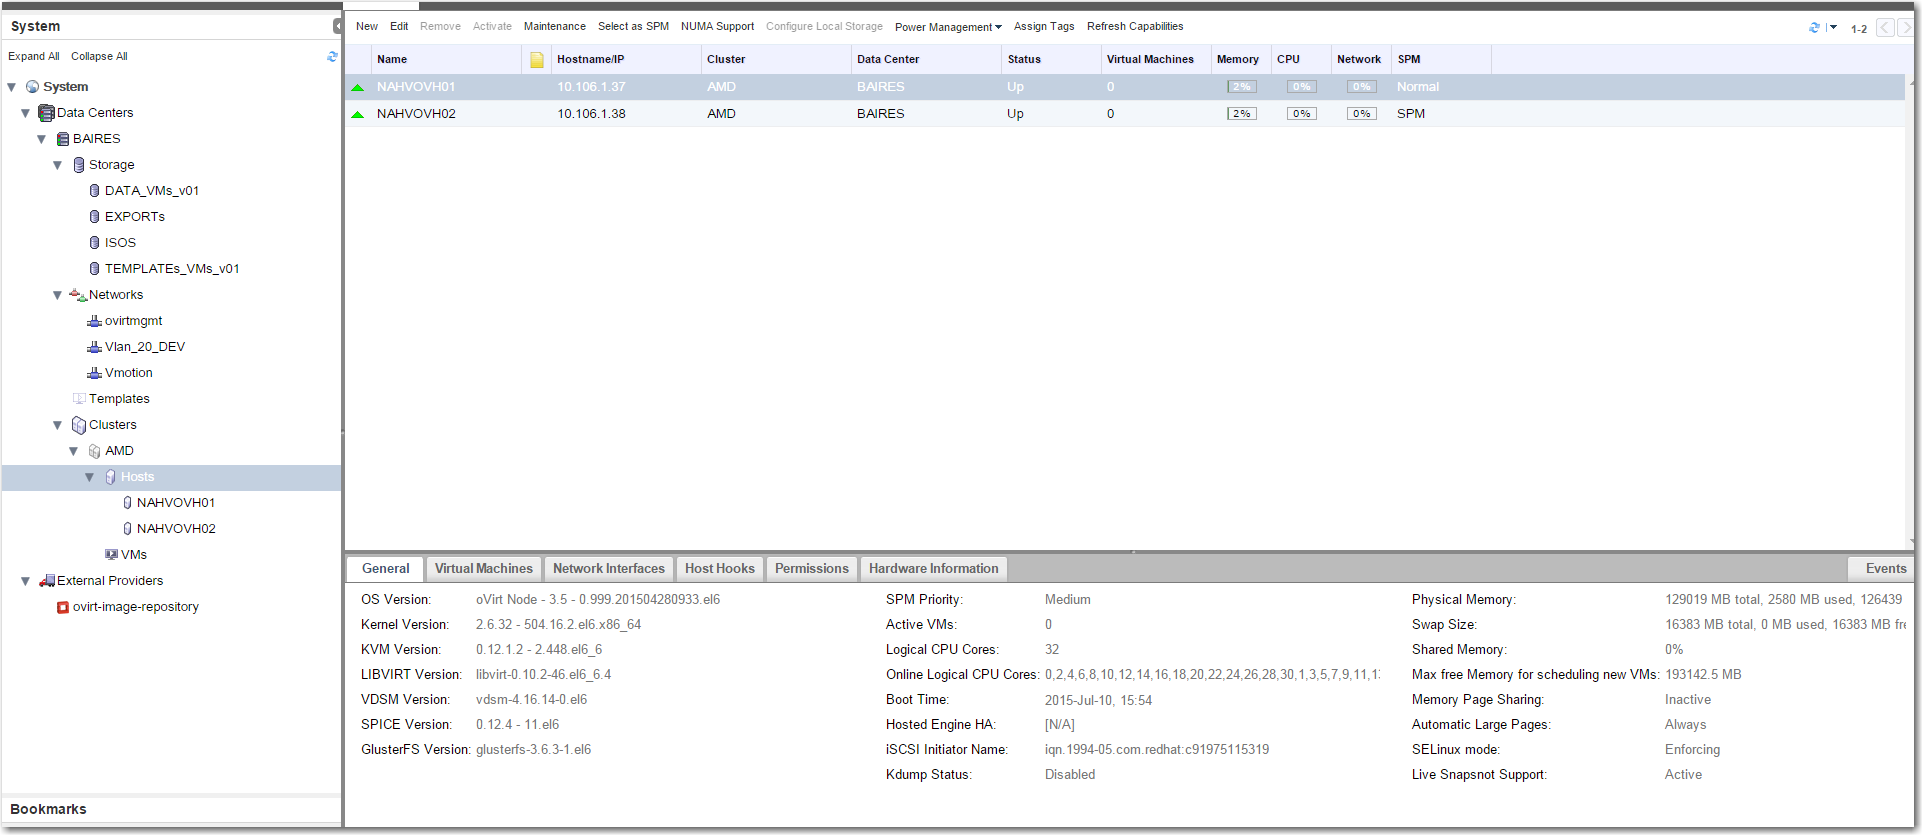 System
Expand All Collapse All
System
Data Centers
BAIRES
Storage
DATA_VMs_v01
EXPORTs
ISOS
TEMPLATEs_VMs_v01
Networks
ovirtmgmt
Vlan_20_DEV
Vmotion
Templates
Clusters
AMD
Hosts
NAHVOVH01
NAHVOVH02
VMs
External Providers
ovirt-image-repository
Bookmarks
New Edit Remove Activate Maintenance Select as SPM NUMA Support Configure Local Storage Power Management Assign Tags Refresh Capabilities 1-2
Name Hostname/IP Cluster Data Center Status Virtual Machines Memory CPU Network SPM
NAHVOVH01 10.106.1.37 AMD BAIRES Up 0 2% 0% 0% Normal
NAHVOVH02 10.106.1.38 AMD BAIRES Up 0 2% 0% 0% SPM
General Virtual Machines Network Interfaces Host Hooks Permissions Hardware Information Events
OS Version: oVirt Node - 3.5 - 0.999.201504280933.el6
Kernel Version: 2.6.32 - 504.16.2.el6.x86_64
KVM Version: 0.12.1.2 - 2.448.el6_6
LIBVIRT Version: libvirt-0.10.2-46.el6_6.4
VDSM Version: vdsm-4.16.14-0.el6
SPICE Version: 0.12.4 - 11.el6
GlusterFS Version: glusterfs-3.6.3-1.el6
SPM Priority: Medium
Active VMs: 0
Logical CPU Cores: 32
Online Logical CPU Cores: 0,2,4,6,8,10,12,14,16,18,20,22,24,26,28,30,1,3,5,7,9,11,1
Boot Time: 2015-Jul-10, 15:54
Hosted Engine HA: [N/A]
iSCSI Initiator Name: iqn.1994-05.com.redhat:c91975115319
Kdump Status: Disabled
Physical Memory: 129019 MB total, 2580 MB used, 126439
Swap Size: 16383 MB total, 0 MB used, 16383 MB fre
Shared Memory: 0%
Max free Memory for scheduling new VMs: 193142.5 MB
Memory Page Sharing: Inactive
Automatic Large Pages: Always
SELinux mode: Enforcing
Live Snapsnot Support: Active